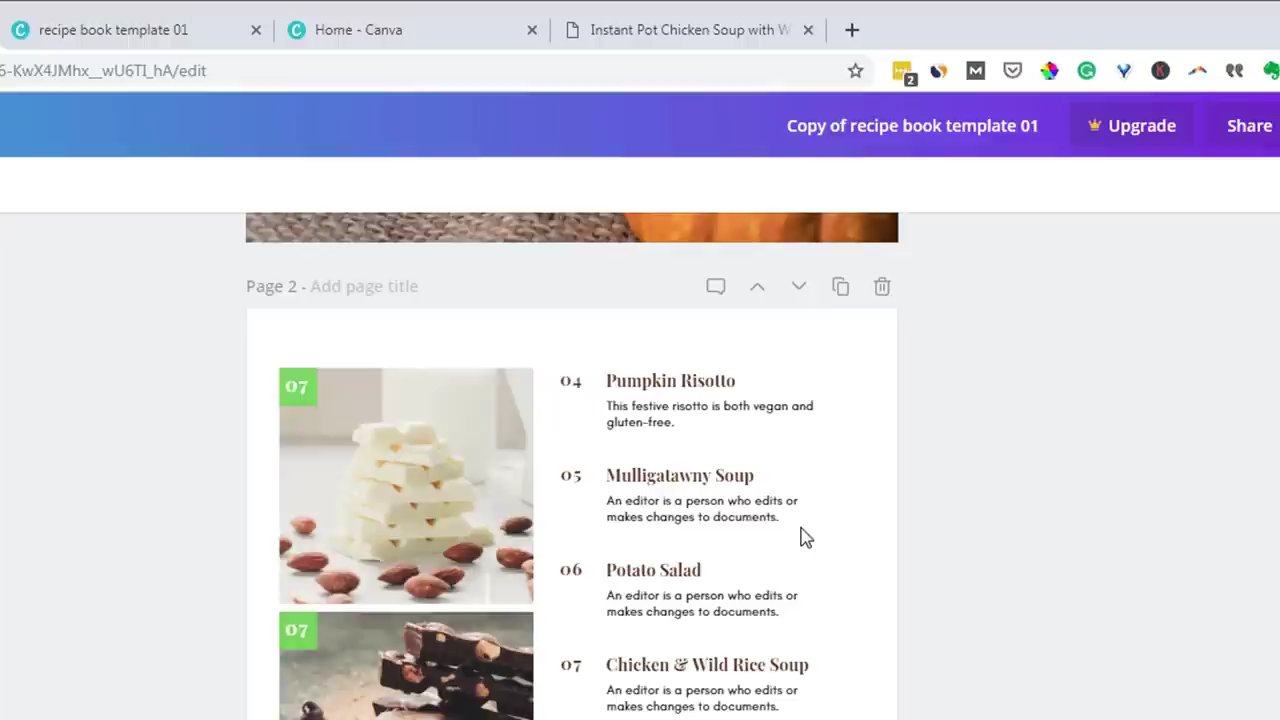 recipe book template 01
Home - Canva
Instant Pot Chicken Soup with W
6-KwX4JMhx__wU6TI_hA/edit
2
Copy of recipe book template 01
Upgrade
Share
Page 2 - Add page title
07
04 Pumpkin Risotto
This festive risotto is both vegan and
gluten-free.
05 Mulligatawny Soup
An editor is a person who edits or
makes changes to documents.
06 Potato Salad
An editor is a person who edits or
makes changes to documents.
07
07 Chicken & Wild Rice Soup
An editor is a person who edits or
makes changes to documents.